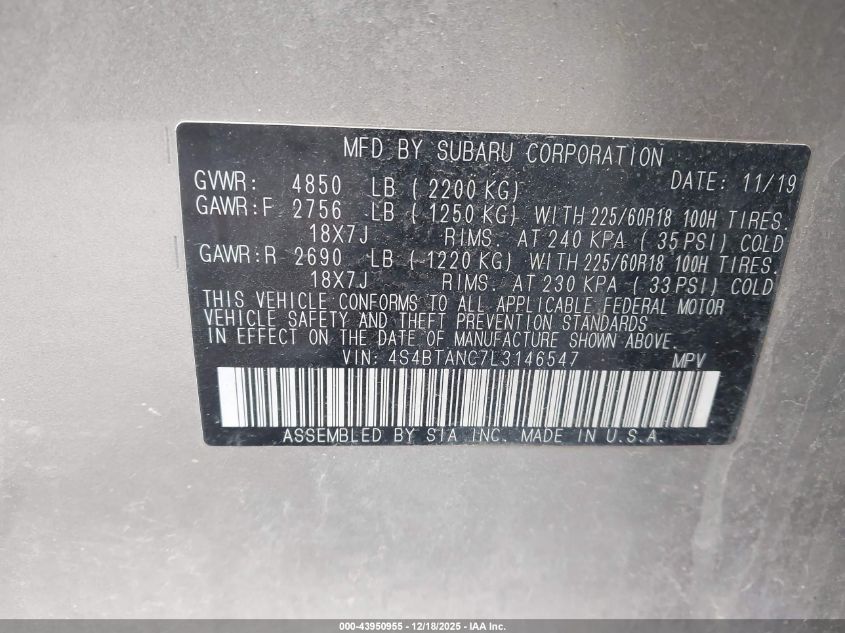 MFD BY SUBARU CORPORATION
GVWR: 4850 LB ( 2200 KG) DATE: 11/19
GAWR:F 2756 LB ( 1250 KG) WITH 225/60R18 100H TIRES.
18X7J RIMS. AT 240 KPA ( 35 PSI) COLD
GAWR:R 2690 LB ( 1220 KG) WITH 225/60R18 100H TIRES.
18X7J RIMS. AT 230 KPA ( 33 PSI) COLD
THIS VEHICLE CONFORMS TO ALL APPLICABLE FEDERAL MOTOR
VEHICLE SAFETY AND THEFT PREVENTION STANDARDS
IN EFFECT ON THE DATE OF MANUFACTURE SHOWN ABOVE.
VIN: 4S4BTANC7L3146547 MPV
ASSEMBLED BY SIA INC. MADE IN U.S.A.
000-43950955 - 12/18/2025 - IAA Inc.